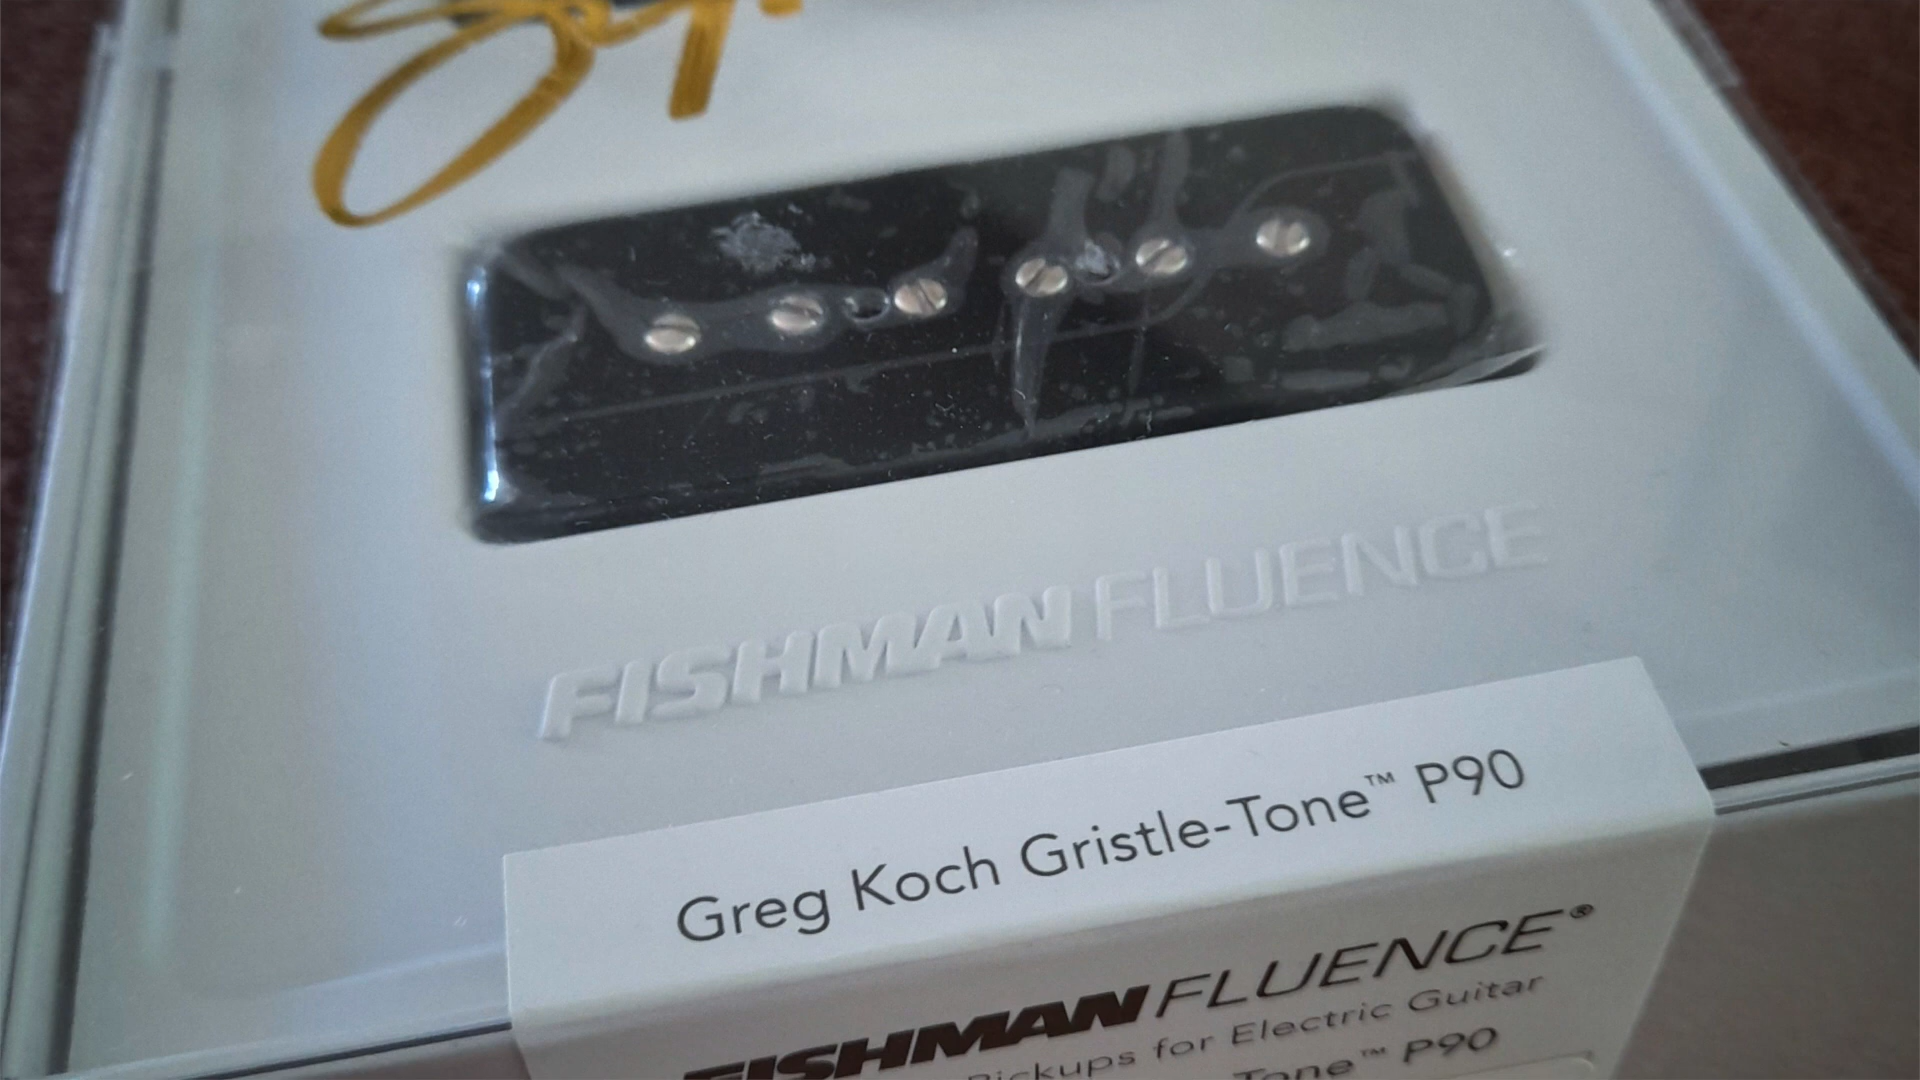 FISHMAN FLUENCE
Greg Koch Gristle-Tone™ P90
FISHMAN FLUENCE®
Pickups for Electric Guitar
Tone™ P90